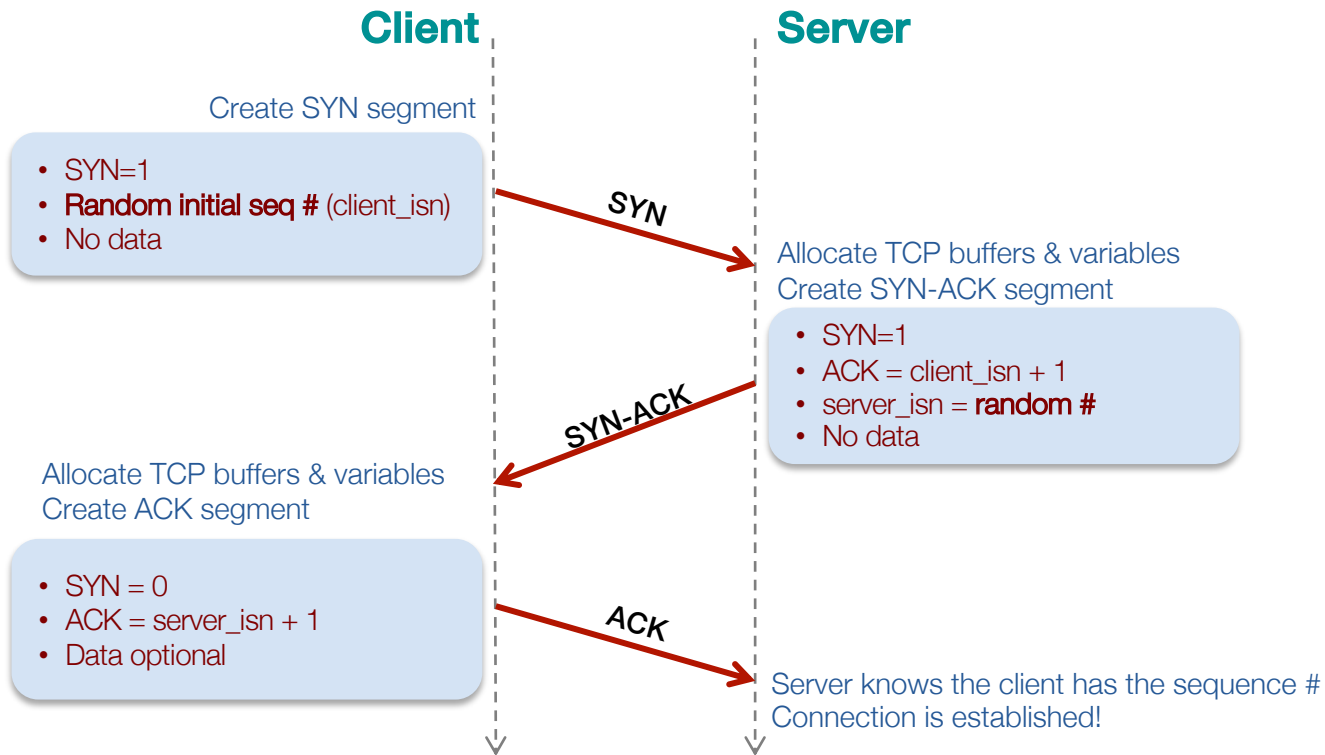 Client
Server
Create SYN segment
• SYN=1
• Random initial seq # (client_isn)
• No data
SYN
Allocate TCP buffers & variables
Create SYN-ACK segment
• SYN=1
• ACK = client_isn + 1
• server_isn = random #
• No data
SYN-ACK
Allocate TCP buffers & variables
Create ACK segment
• SYN = 0
• ACK = server_isn + 1
• Data optional
ACK
Server knows the client has the sequence #
Connection is established!